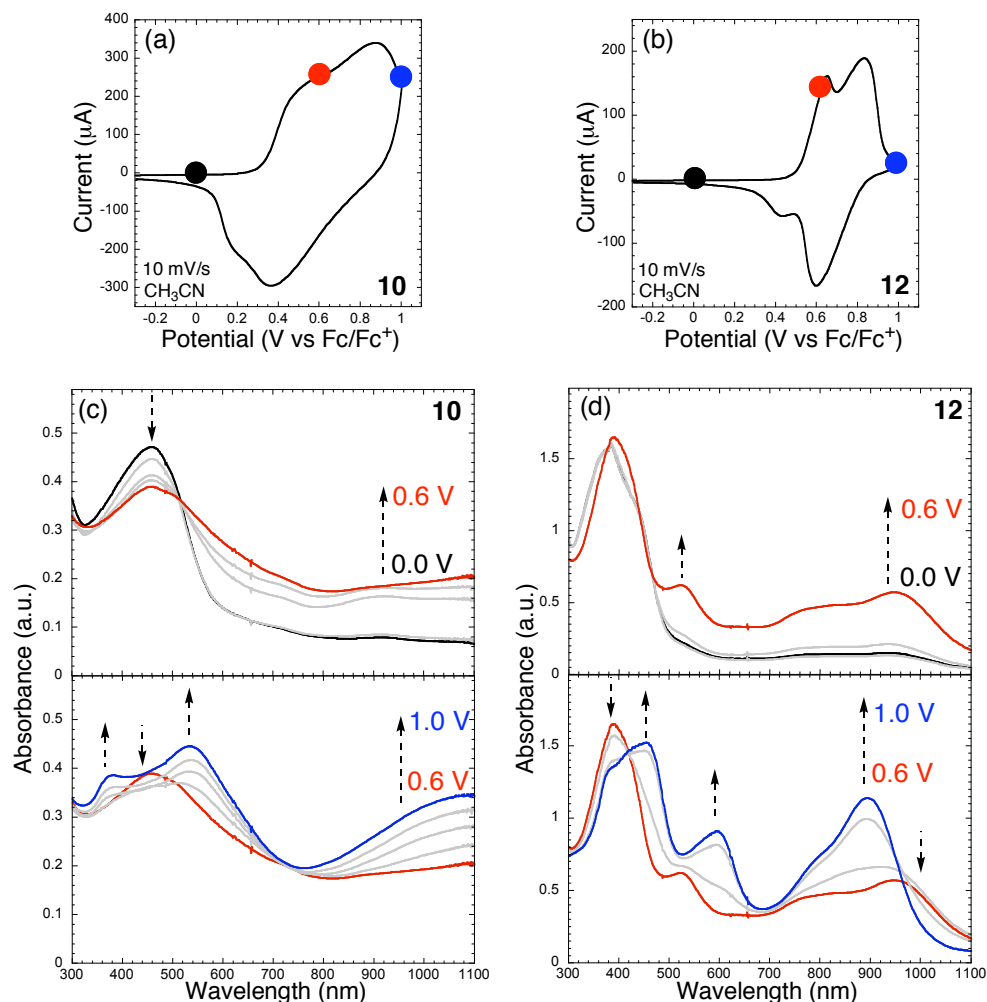 (a)
400
300
200
100
0
-100
-200
-300
Current (µA)
10 mV/s
CH₃CN
10
-0.2 0 0.2 0.4 0.6 0.8 1
Potential (V vs Fc/Fc⁺)
(b)
200
100
0
-100
-200
Current (µA)
10 mV/s
CH₃CN
12
-0.2 0 0.2 0.4 0.6 0.8 1
Potential (V vs Fc/Fc⁺)
(c)
10
0.5
0.4
0.3
0.2
0.1
0
0.6 V
0.0 V
0.5
0.4
0.3
0.2
0.1
0
1.0 V
0.6 V
Absorbance (a.u.)
300 400 500 600 700 800 900 1000 1100
Wavelength (nm)
(d)
12
1.5
1
0.5
0
0.6 V
0.0 V
1.5
1
0.5
0
1.0 V
0.6 V
Absorbance (a.u.)
300 400 500 600 700 800 900 1000 1100
Wavelength (nm)